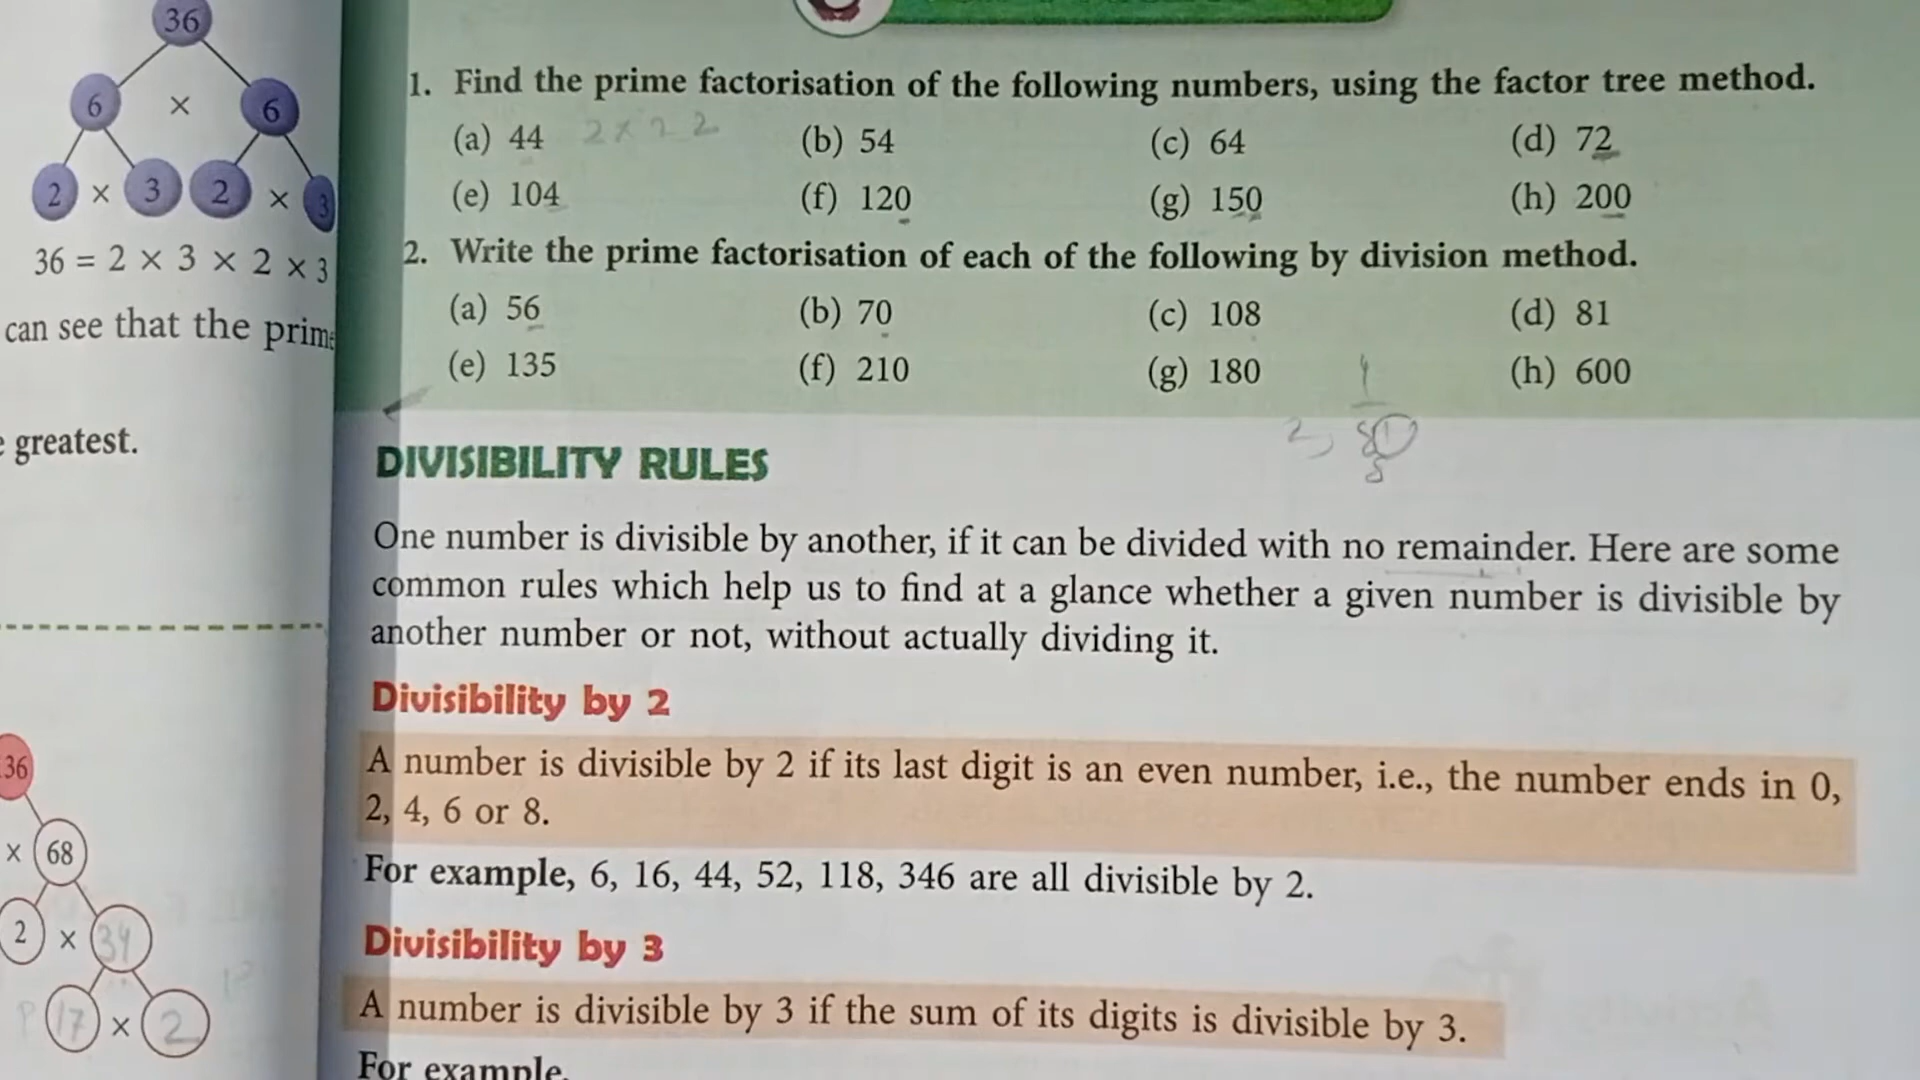 36
6 × 6
2 × 3 2 × 3
36 = 2 × 3 × 2 × 3
can see that the prime
greatest.
36
× 68
2 × 34
17 × 2
1. Find the prime factorisation of the following numbers, using the factor tree method.
(a) 44 (b) 54 (c) 64 (d) 72
(e) 104 (f) 120 (g) 150 (h) 200
2. Write the prime factorisation of each of the following by division method.
(a) 56 (b) 70 (c) 108 (d) 81
(e) 135 (f) 210 (g) 180 (h) 600
DIVISIBILITY RULES
One number is divisible by another, if it can be divided with no remainder. Here are some
common rules which help us to find at a glance whether a given number is divisible by
another number or not, without actually dividing it.
Divisibility by 2
A number is divisible by 2 if its last digit is an even number, i.e., the number ends in 0,
2, 4, 6 or 8.
For example, 6, 16, 44, 52, 118, 346 are all divisible by 2.
Divisibility by 3
A number is divisible by 3 if the sum of its digits is divisible by 3.
For example,